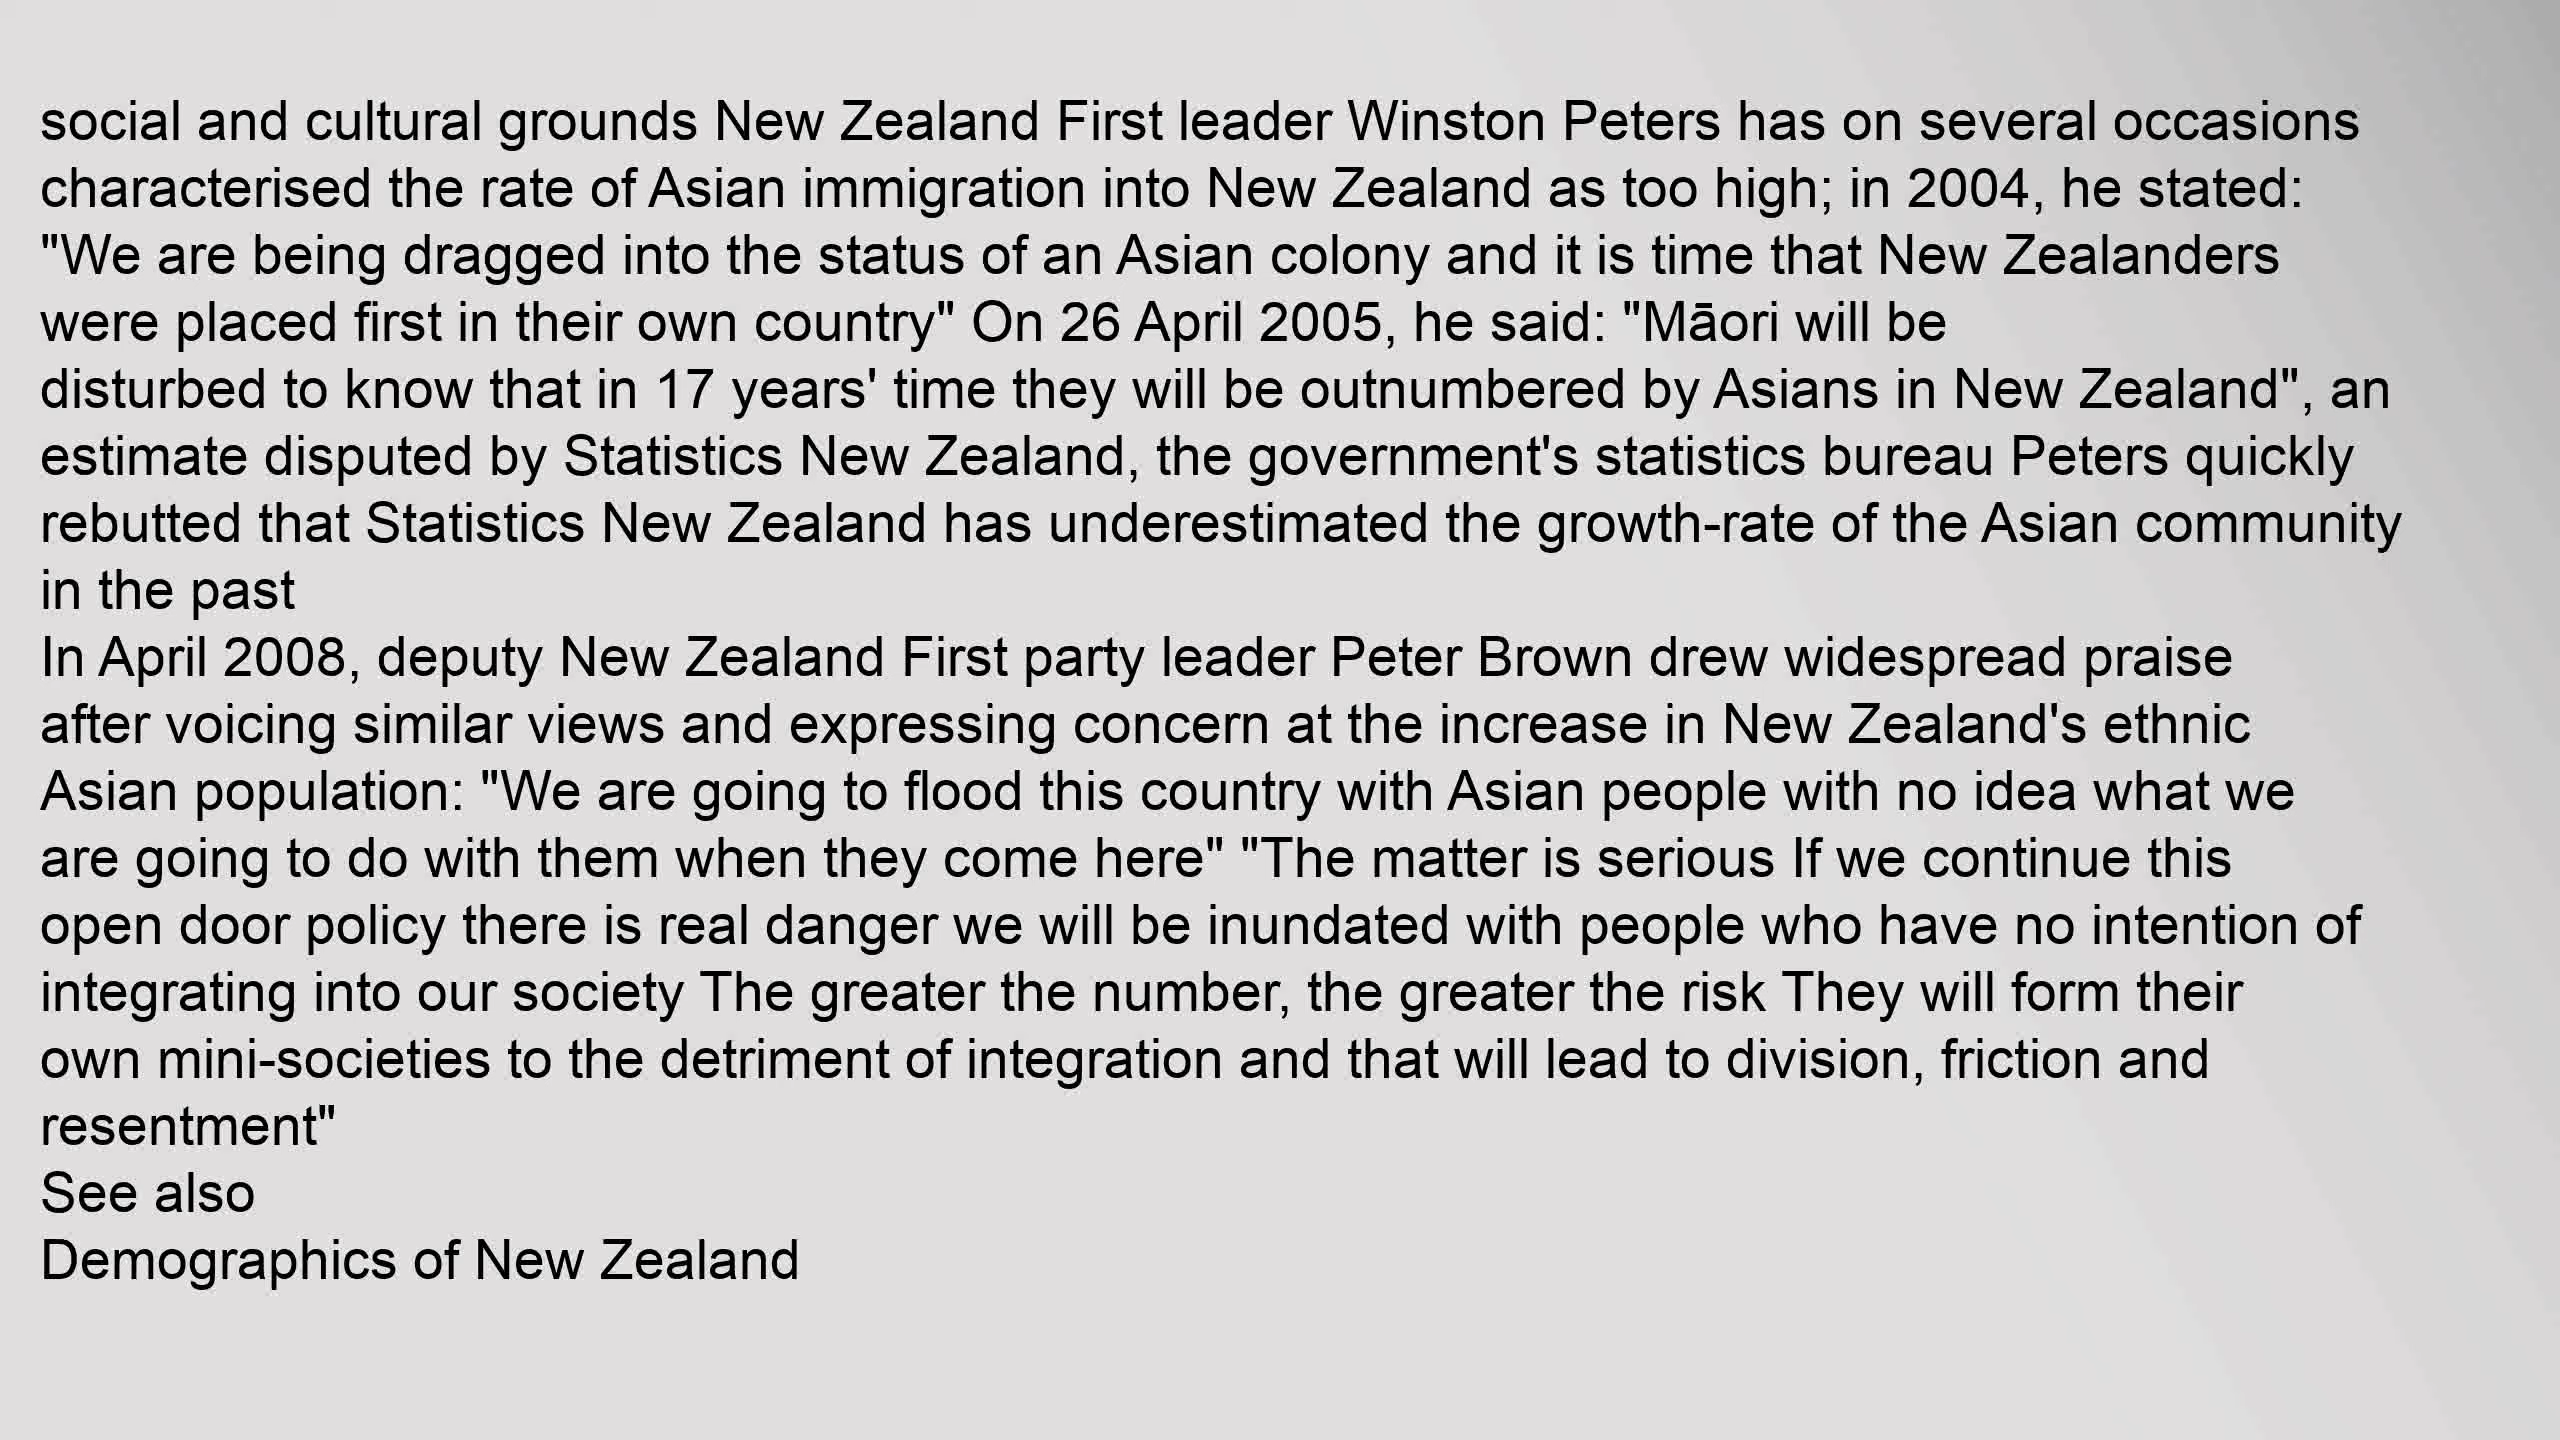 social and cultural grounds New Zealand First leader Winston Peters has on several occasions
characterised the rate of Asian immigration into New Zealand as too high; in 2004, he stated:
"We are being dragged into the status of an Asian colony and it is time that New Zealanders
were placed first in their own country" On 26 April 2005, he said: "Māori will be
disturbed to know that in 17 years' time they will be outnumbered by Asians in New Zealand", an
estimate disputed by Statistics New Zealand, the government's statistics bureau Peters quickly
rebutted that Statistics New Zealand has underestimated the growth-rate of the Asian community
in the past
In April 2008, deputy New Zealand First party leader Peter Brown drew widespread praise
after voicing similar views and expressing concern at the increase in New Zealand's ethnic
Asian population: "We are going to flood this country with Asian people with no idea what we
are going to do with them when they come here" "The matter is serious If we continue this
open door policy there is real danger we will be inundated with people who have no intention of
integrating into our society The greater the number, the greater the risk They will form their
own mini-societies to the detriment of integration and that will lead to division, friction and
resentment"
See also
Demographics of New Zealand